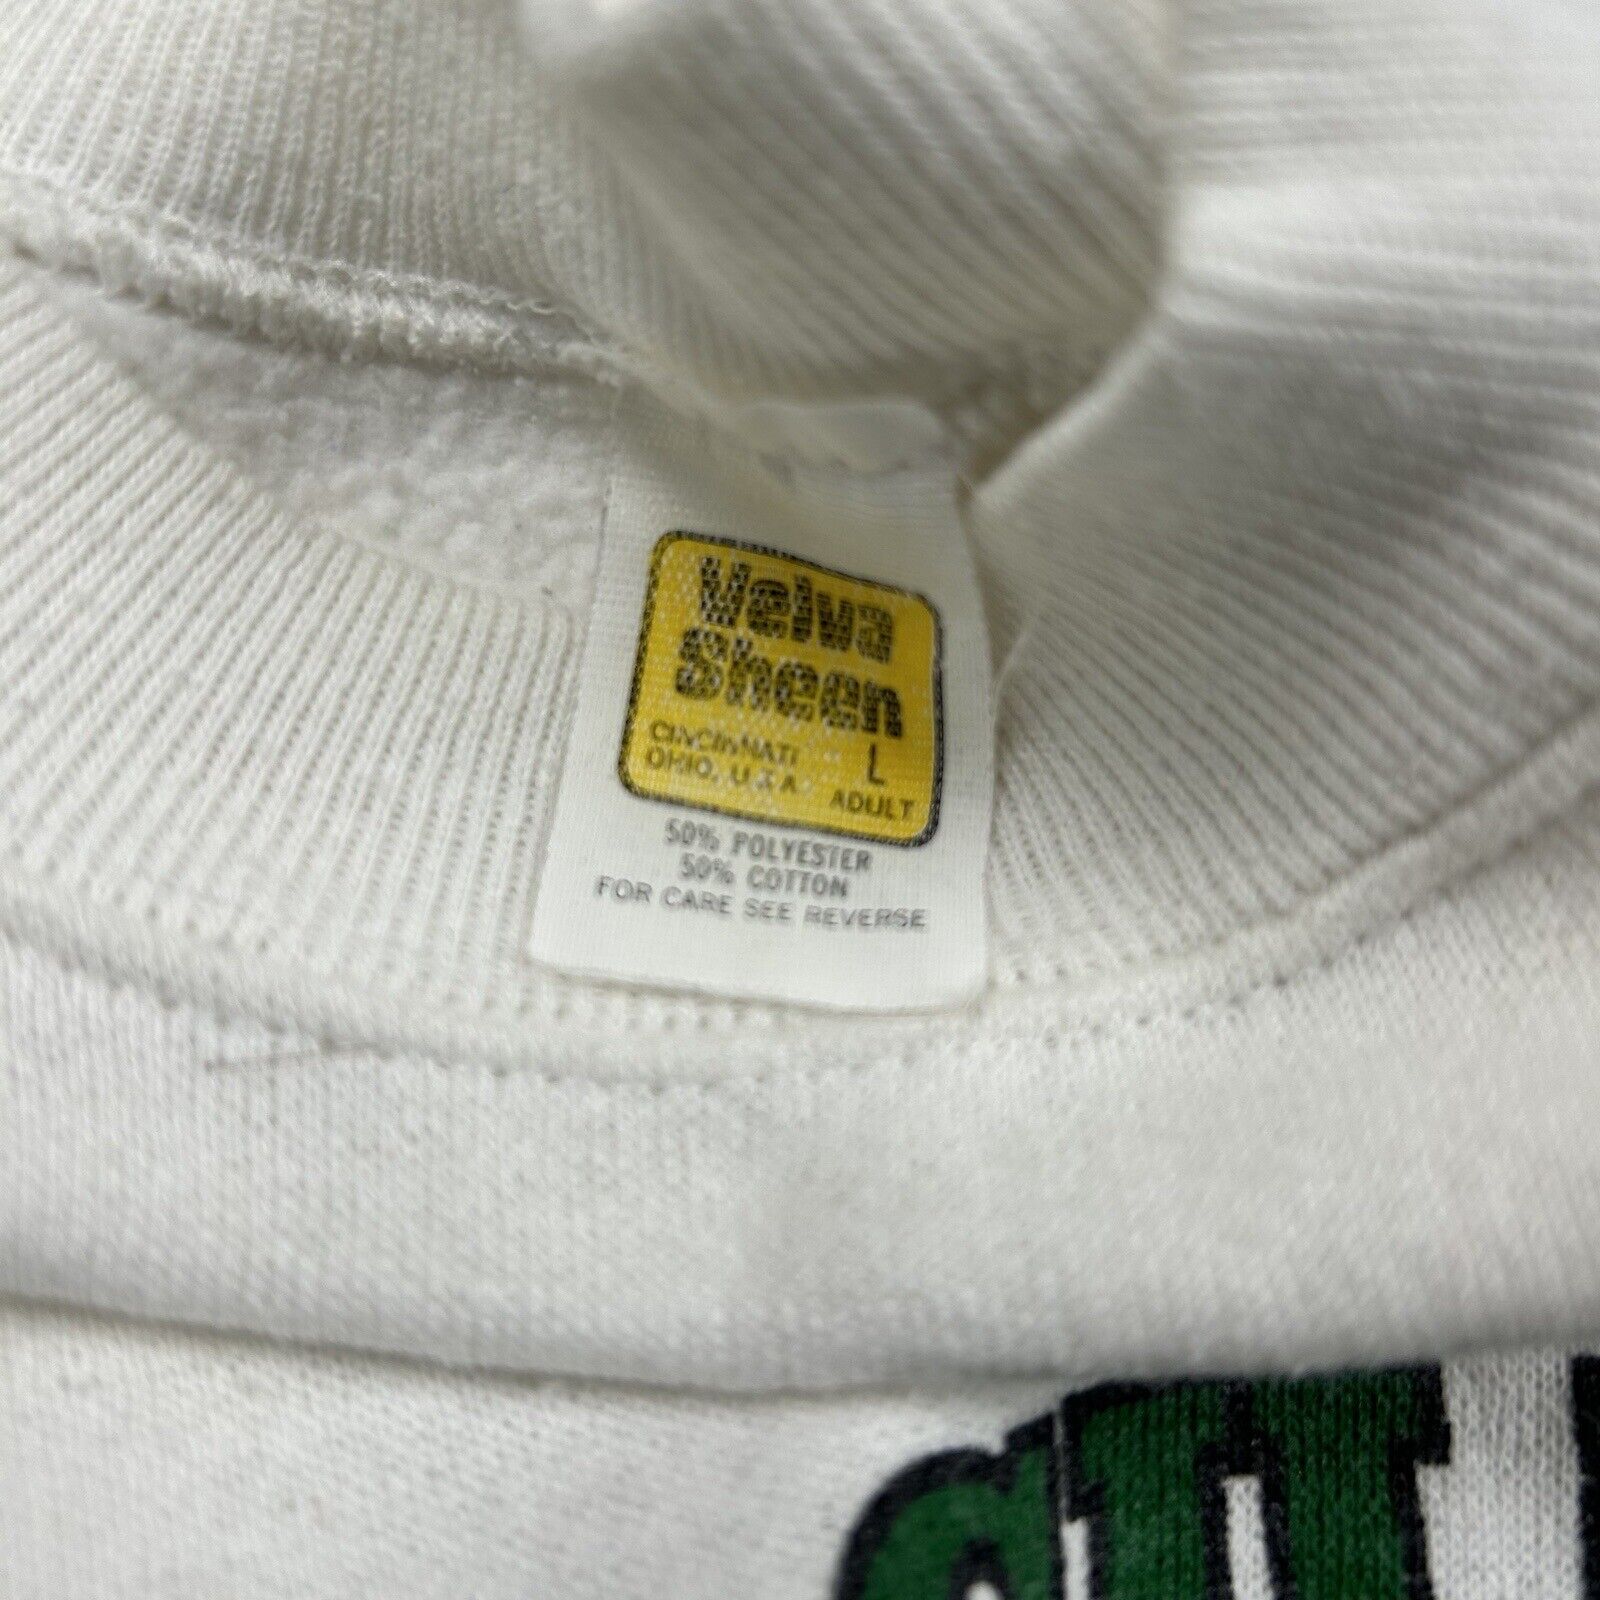 Velva
Sheen
CINCINNATI
OHIO, U.S.A.
L
ADULT
50% POLYESTER
50% COTTON
FOR CARE SEE REVERSE